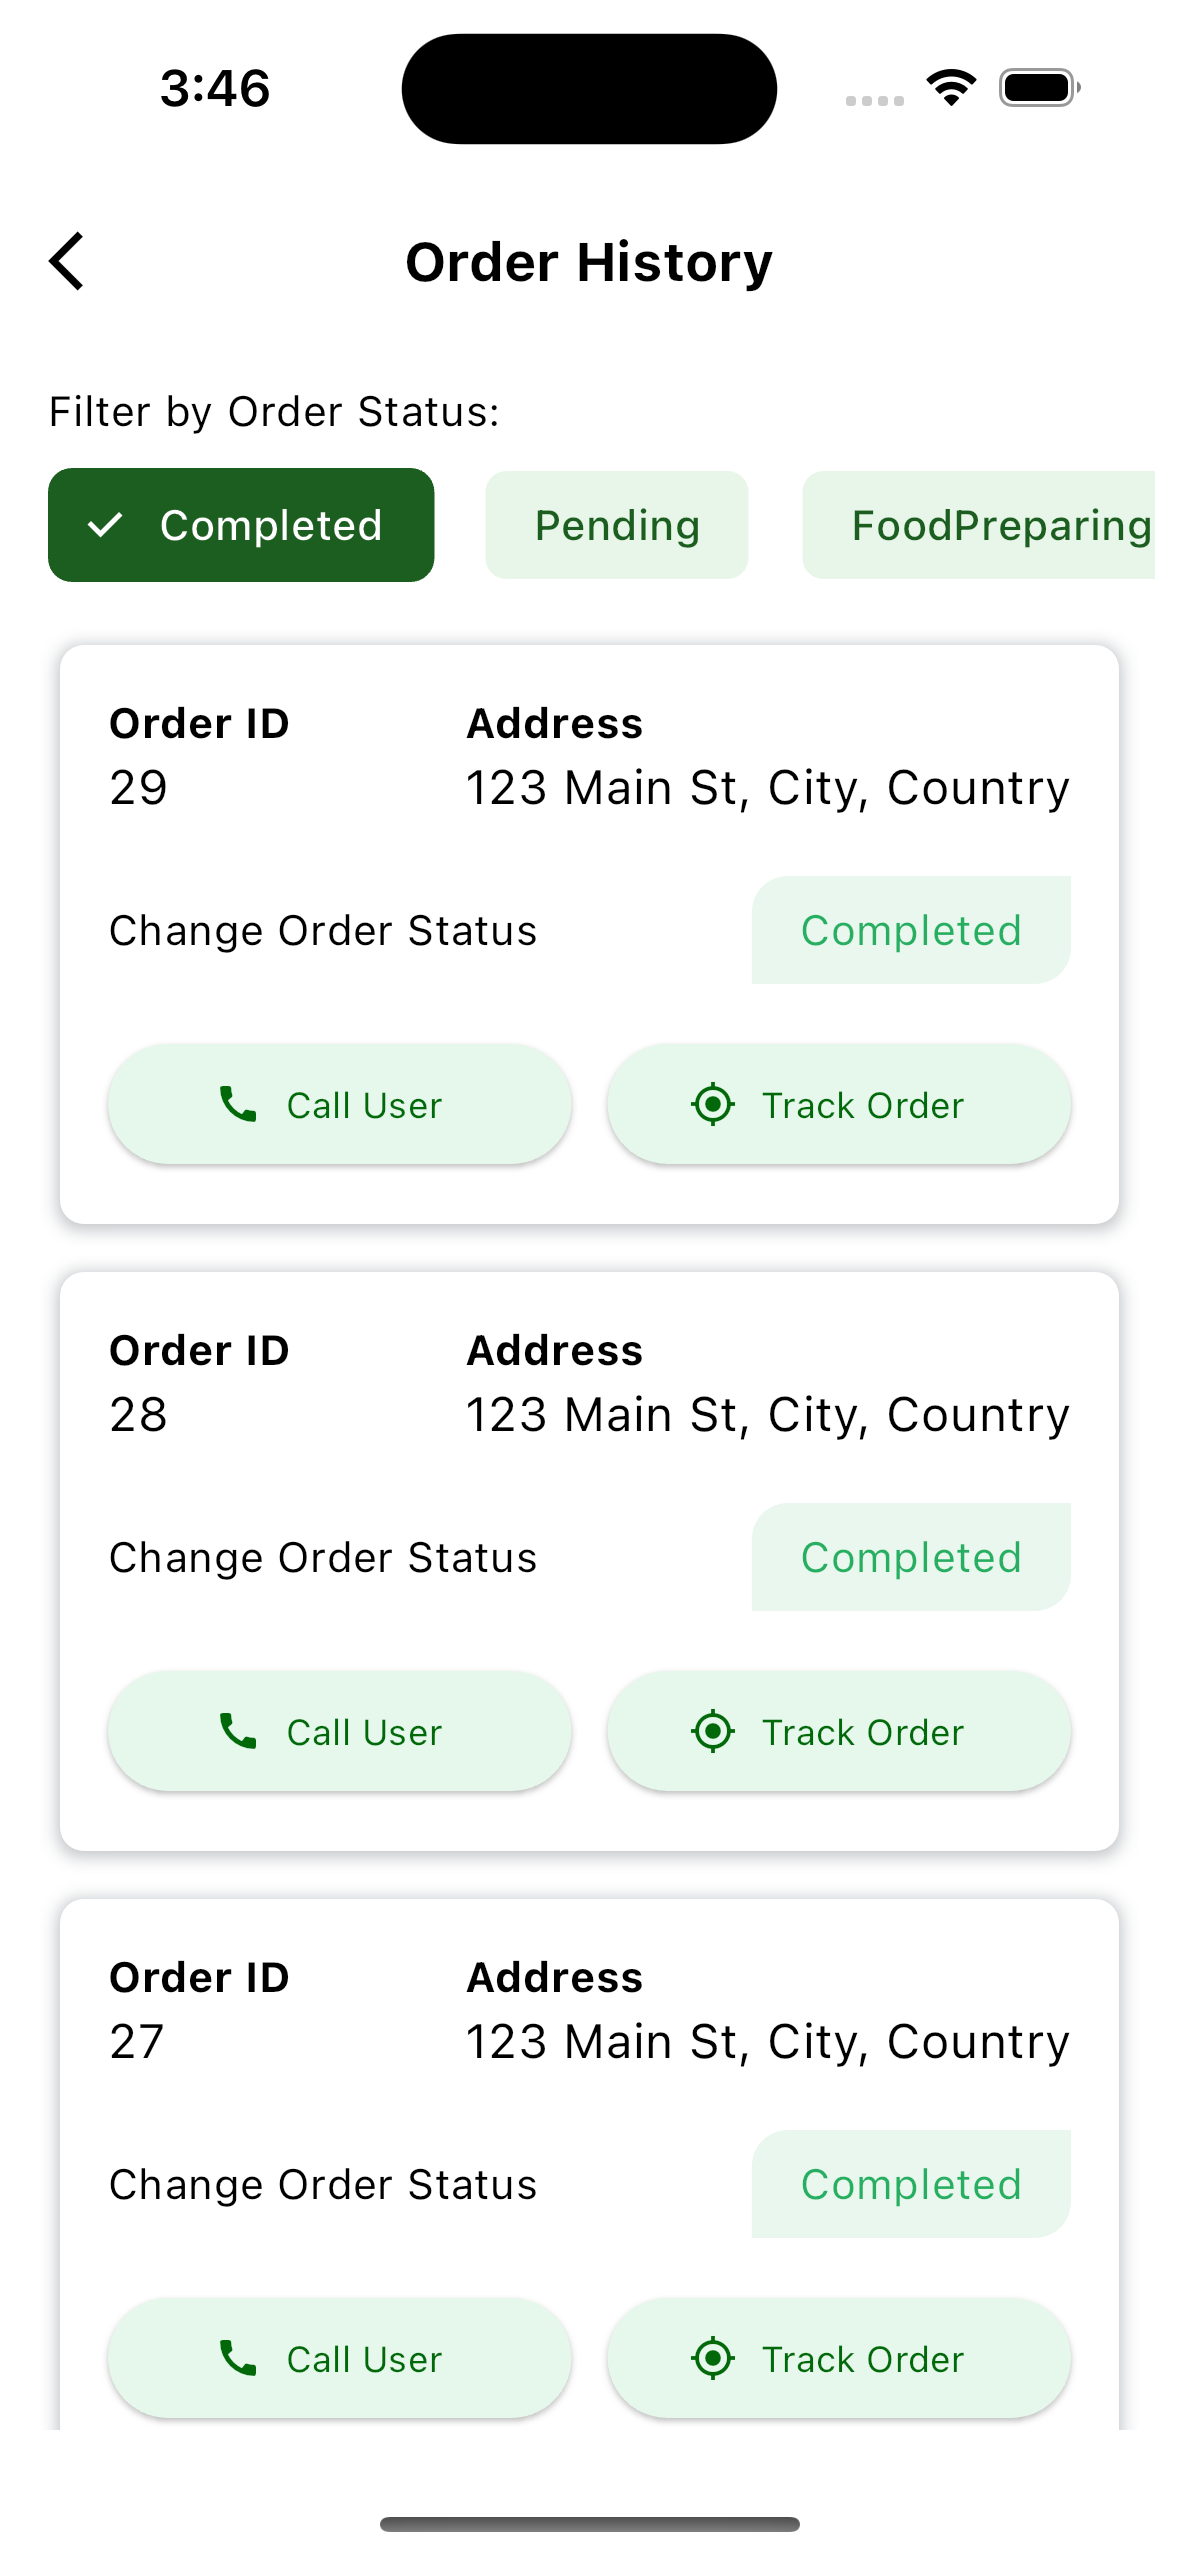 3:46
Order History
Filter by Order Status:
Completed Pending FoodPreparing
Order ID Address
29 123 Main St, City, Country
Change Order Status Completed
Call User Track Order
Order ID Address
28 123 Main St, City, Country
Change Order Status Completed
Call User Track Order
Order ID Address
27 123 Main St, City, Country
Change Order Status Completed
Call User Track Order